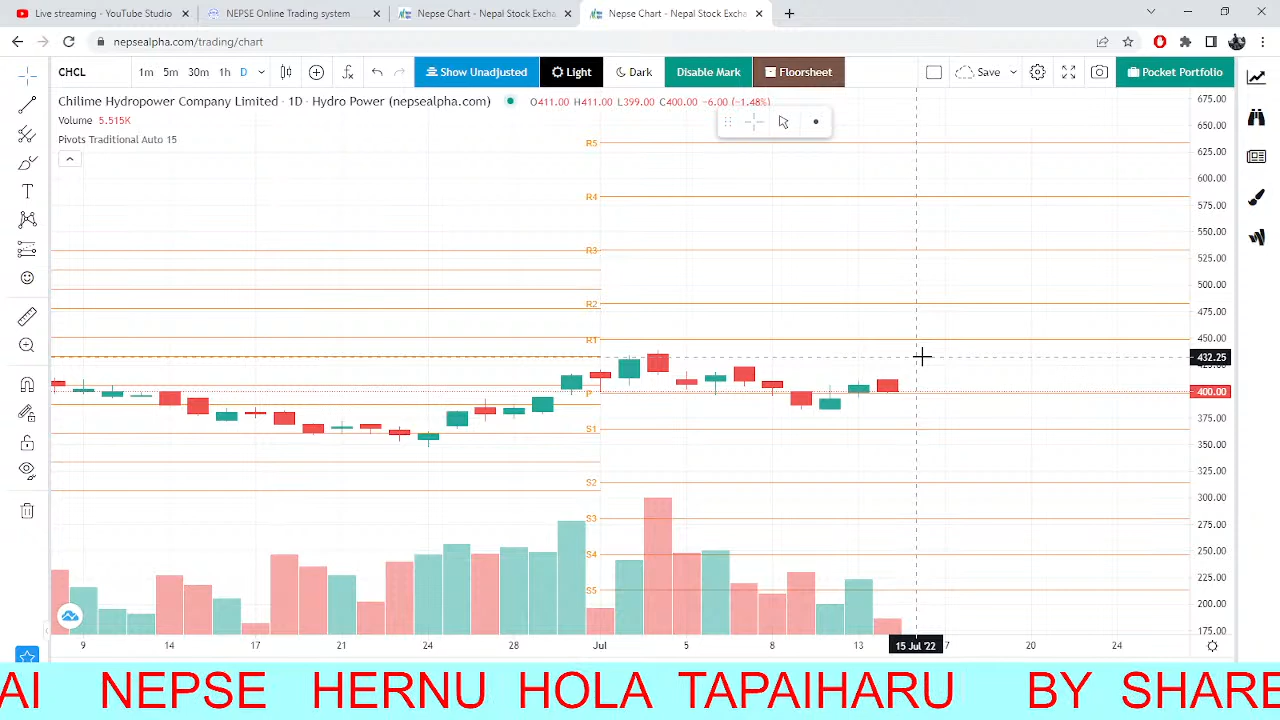 Live streaming - YouTube Studio
NEPSE Online Trading system
Nepse Chart - Nepal Stock Excha
Nepse Chart - Nepal Stock Excha
nepsealpha.com/trading/chart
CHCL 1m 5m 30m 1h D Show Unadjusted Light Dark Disable Mark Floorsheet Save Pocket Portfolio
Chilime Hydropower Company Limited · 1D · Hydro Power (nepsealpha.com) O411.00 H411.00 L399.00 C400.00 −6.00 (−1.48%)
Volume 5.515K
Pivots Traditional Auto 15
675.00
650.00
R5
625.00
600.00
R4
575.00
550.00
R3
525.00
500.00
R2
475.00
450.00
R1
432.25
P
400.00
375.00
S1
350.00
325.00
S2
300.00
S3
275.00
S4
250.00
225.00
S5
200.00
175.00
9 14 17 21 24 28 Jul 5 8 13 15 Jul '22 7 20 24
AI NEPSE HERNU HOLA TAPAIHARU BY SHARE